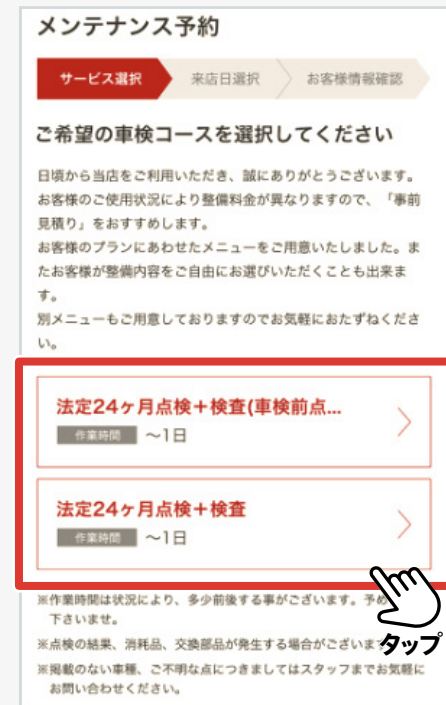 メンテナンス予約
サービス選択
来店日選択
お客様情報確認
ご希望の車検コースを選択してください
日頃から当店をご利用いただき、誠にありがとうございます。
お客様のご使用状況により整備料金が異なりますので、「事前
見積り」をおすすめします。
お客様のプランにあわせたメニューをご用意いたしました。ま
たお客様が整備内容をご自由にお選びいただくことも出来ま
す。
別メニューもご用意しておりますのでお気軽におたずねくださ
い。
法定24ヶ月点検＋検査(車検前点...
作業時間 〜1日
法定24ヶ月点検＋検査
作業時間 〜1日
※作業時間は状況により、多少前後する事がございます。予め
下さいませ。
※点検の結果、消耗品、交換部品が発生する場合がございま
タップ
※掲載のない車種、ご不明な点につきましてはスタッフまでお気軽に
お問い合わせください。